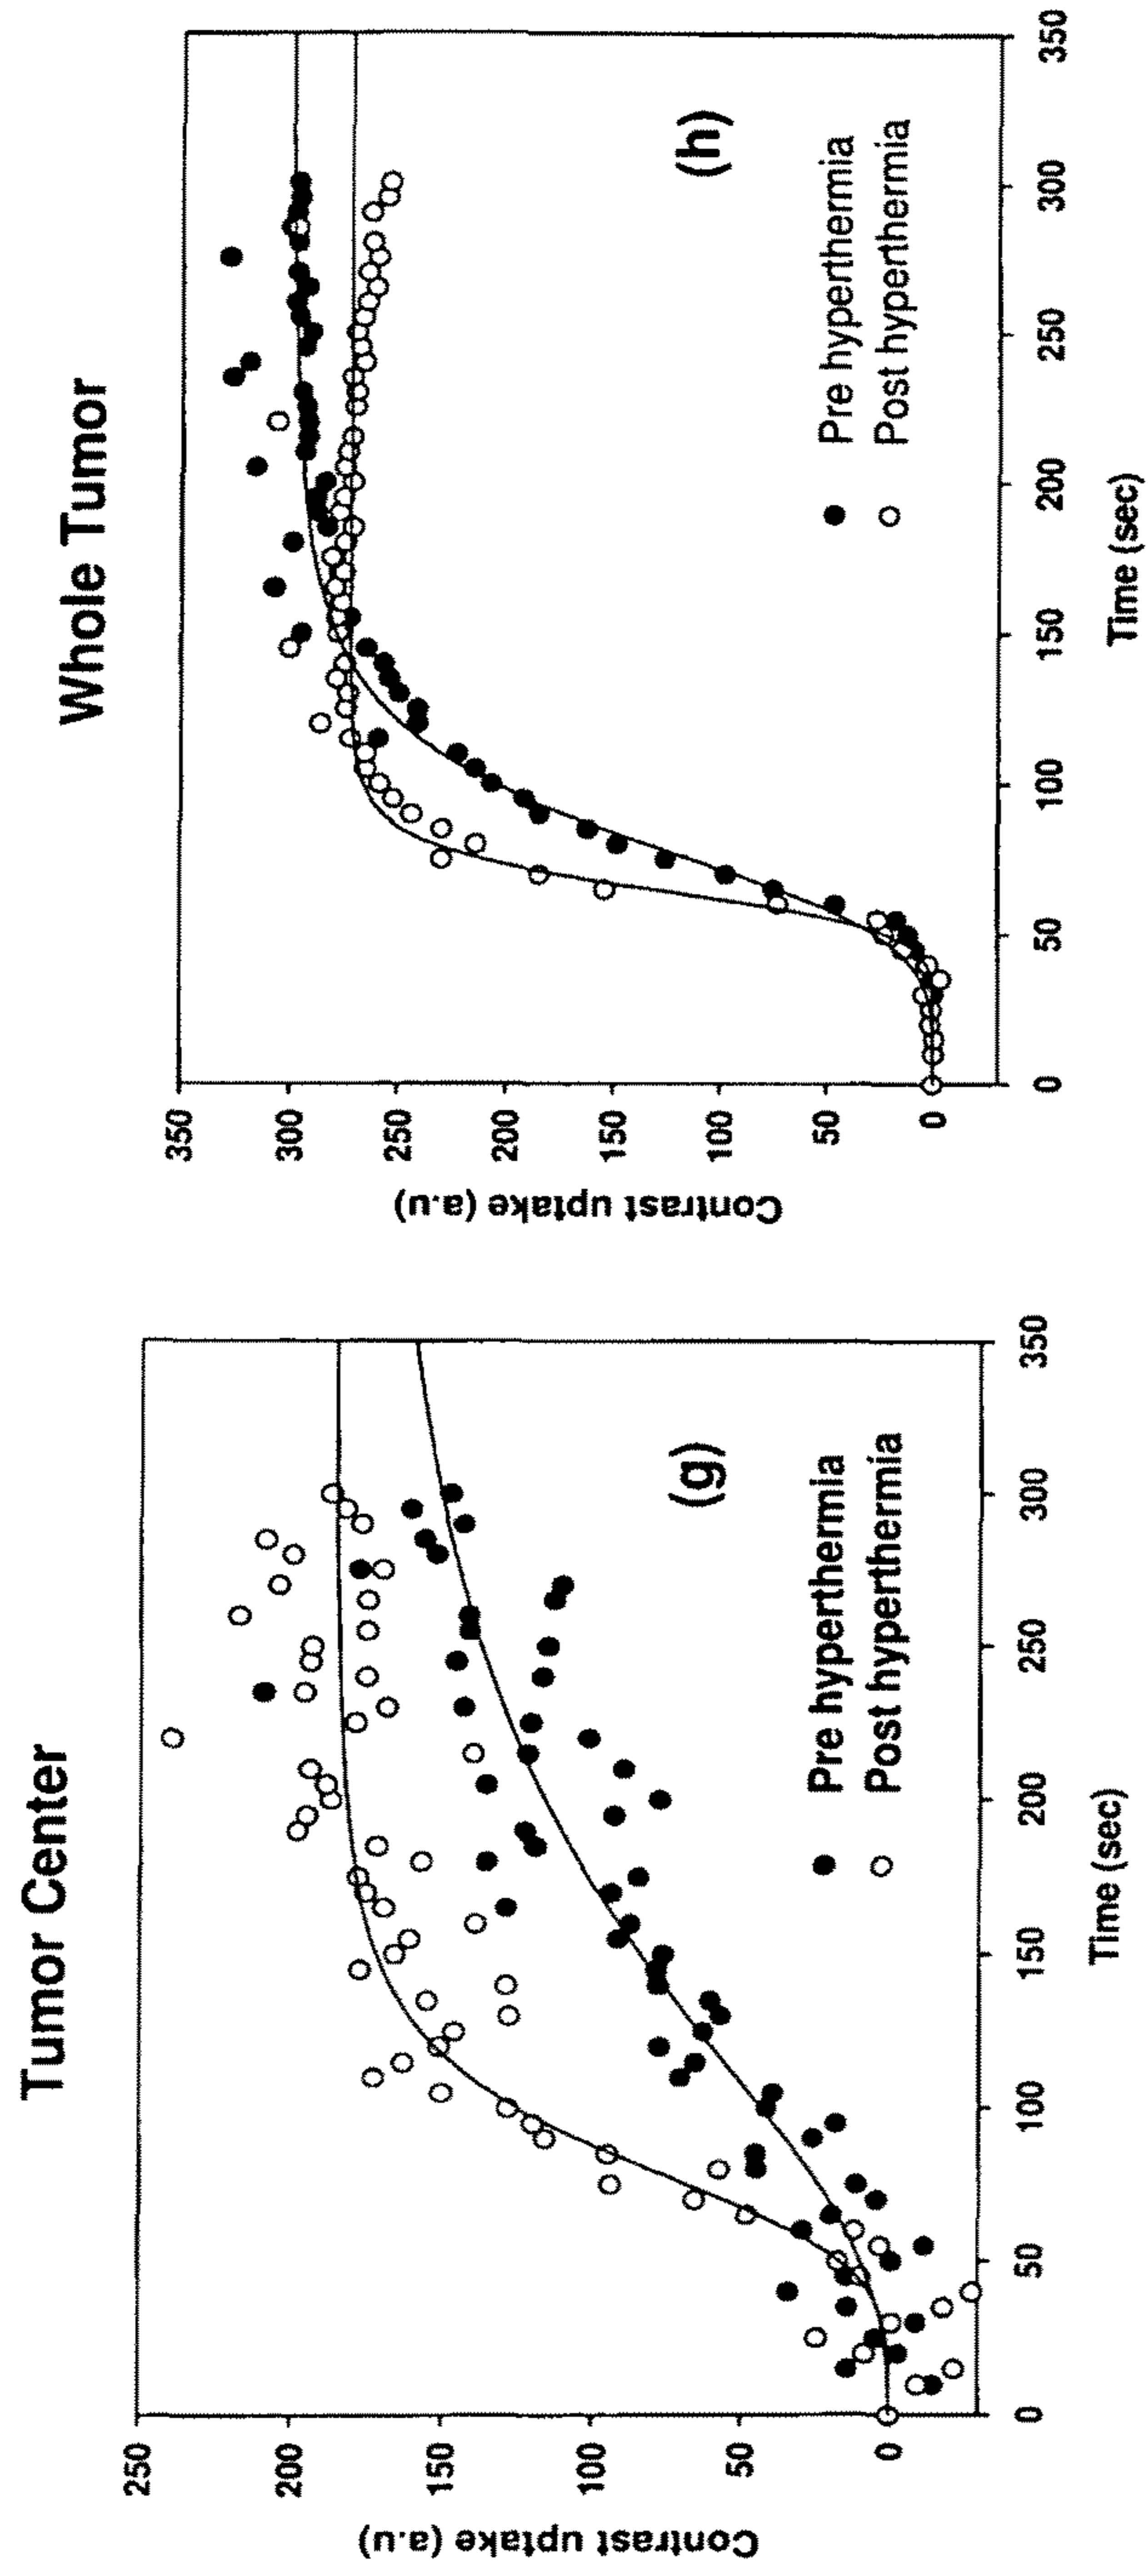 Tumor Center
Contrast uptake (a.u)
250
200
150
100
50
0
0
50
100
150
200
250
300
350
Time (sec)
(g)
Pre hyperthermia
Post hyperthermia
Whole Tumor
Contrast uptake (a.u)
350
300
250
200
150
100
50
0
0
50
100
150
200
250
300
350
Time (sec)
(h)
Pre hyperthermia
Post hyperthermia